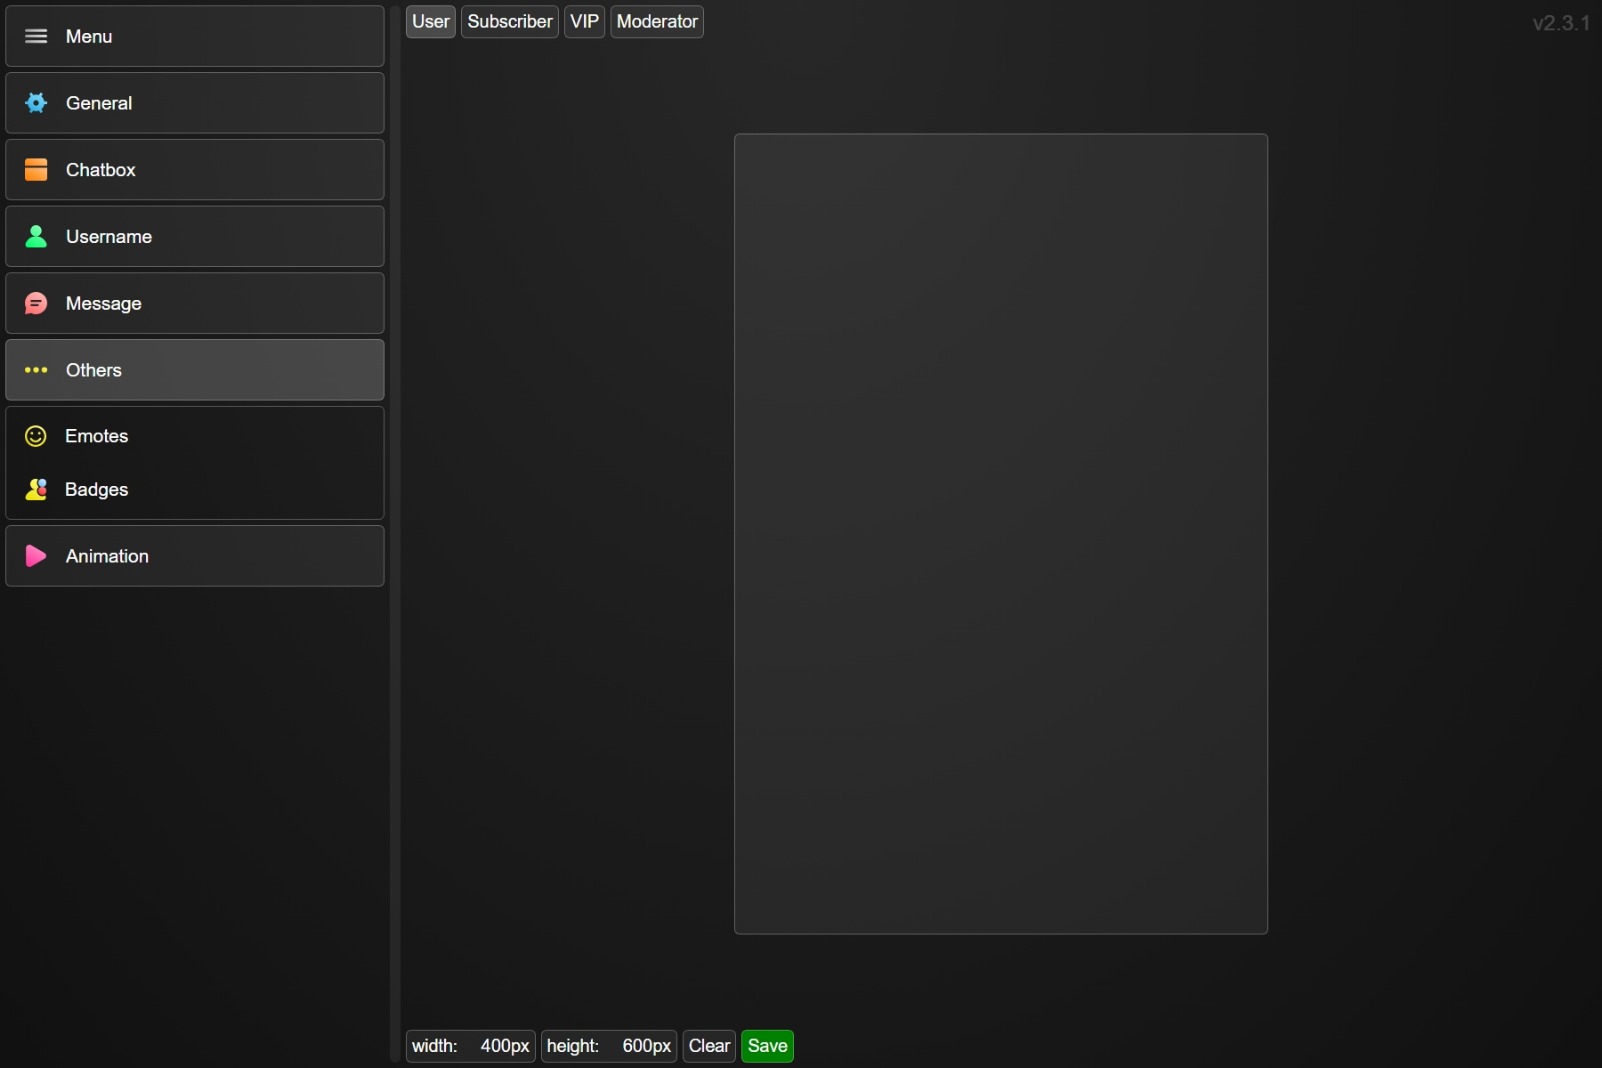 Menu
General
Chatbox
Username
Message
Others
Emotes
Badges
Animation
User Subscriber VIP Moderator
v2.3.1
width: 400px height: 600px Clear Save